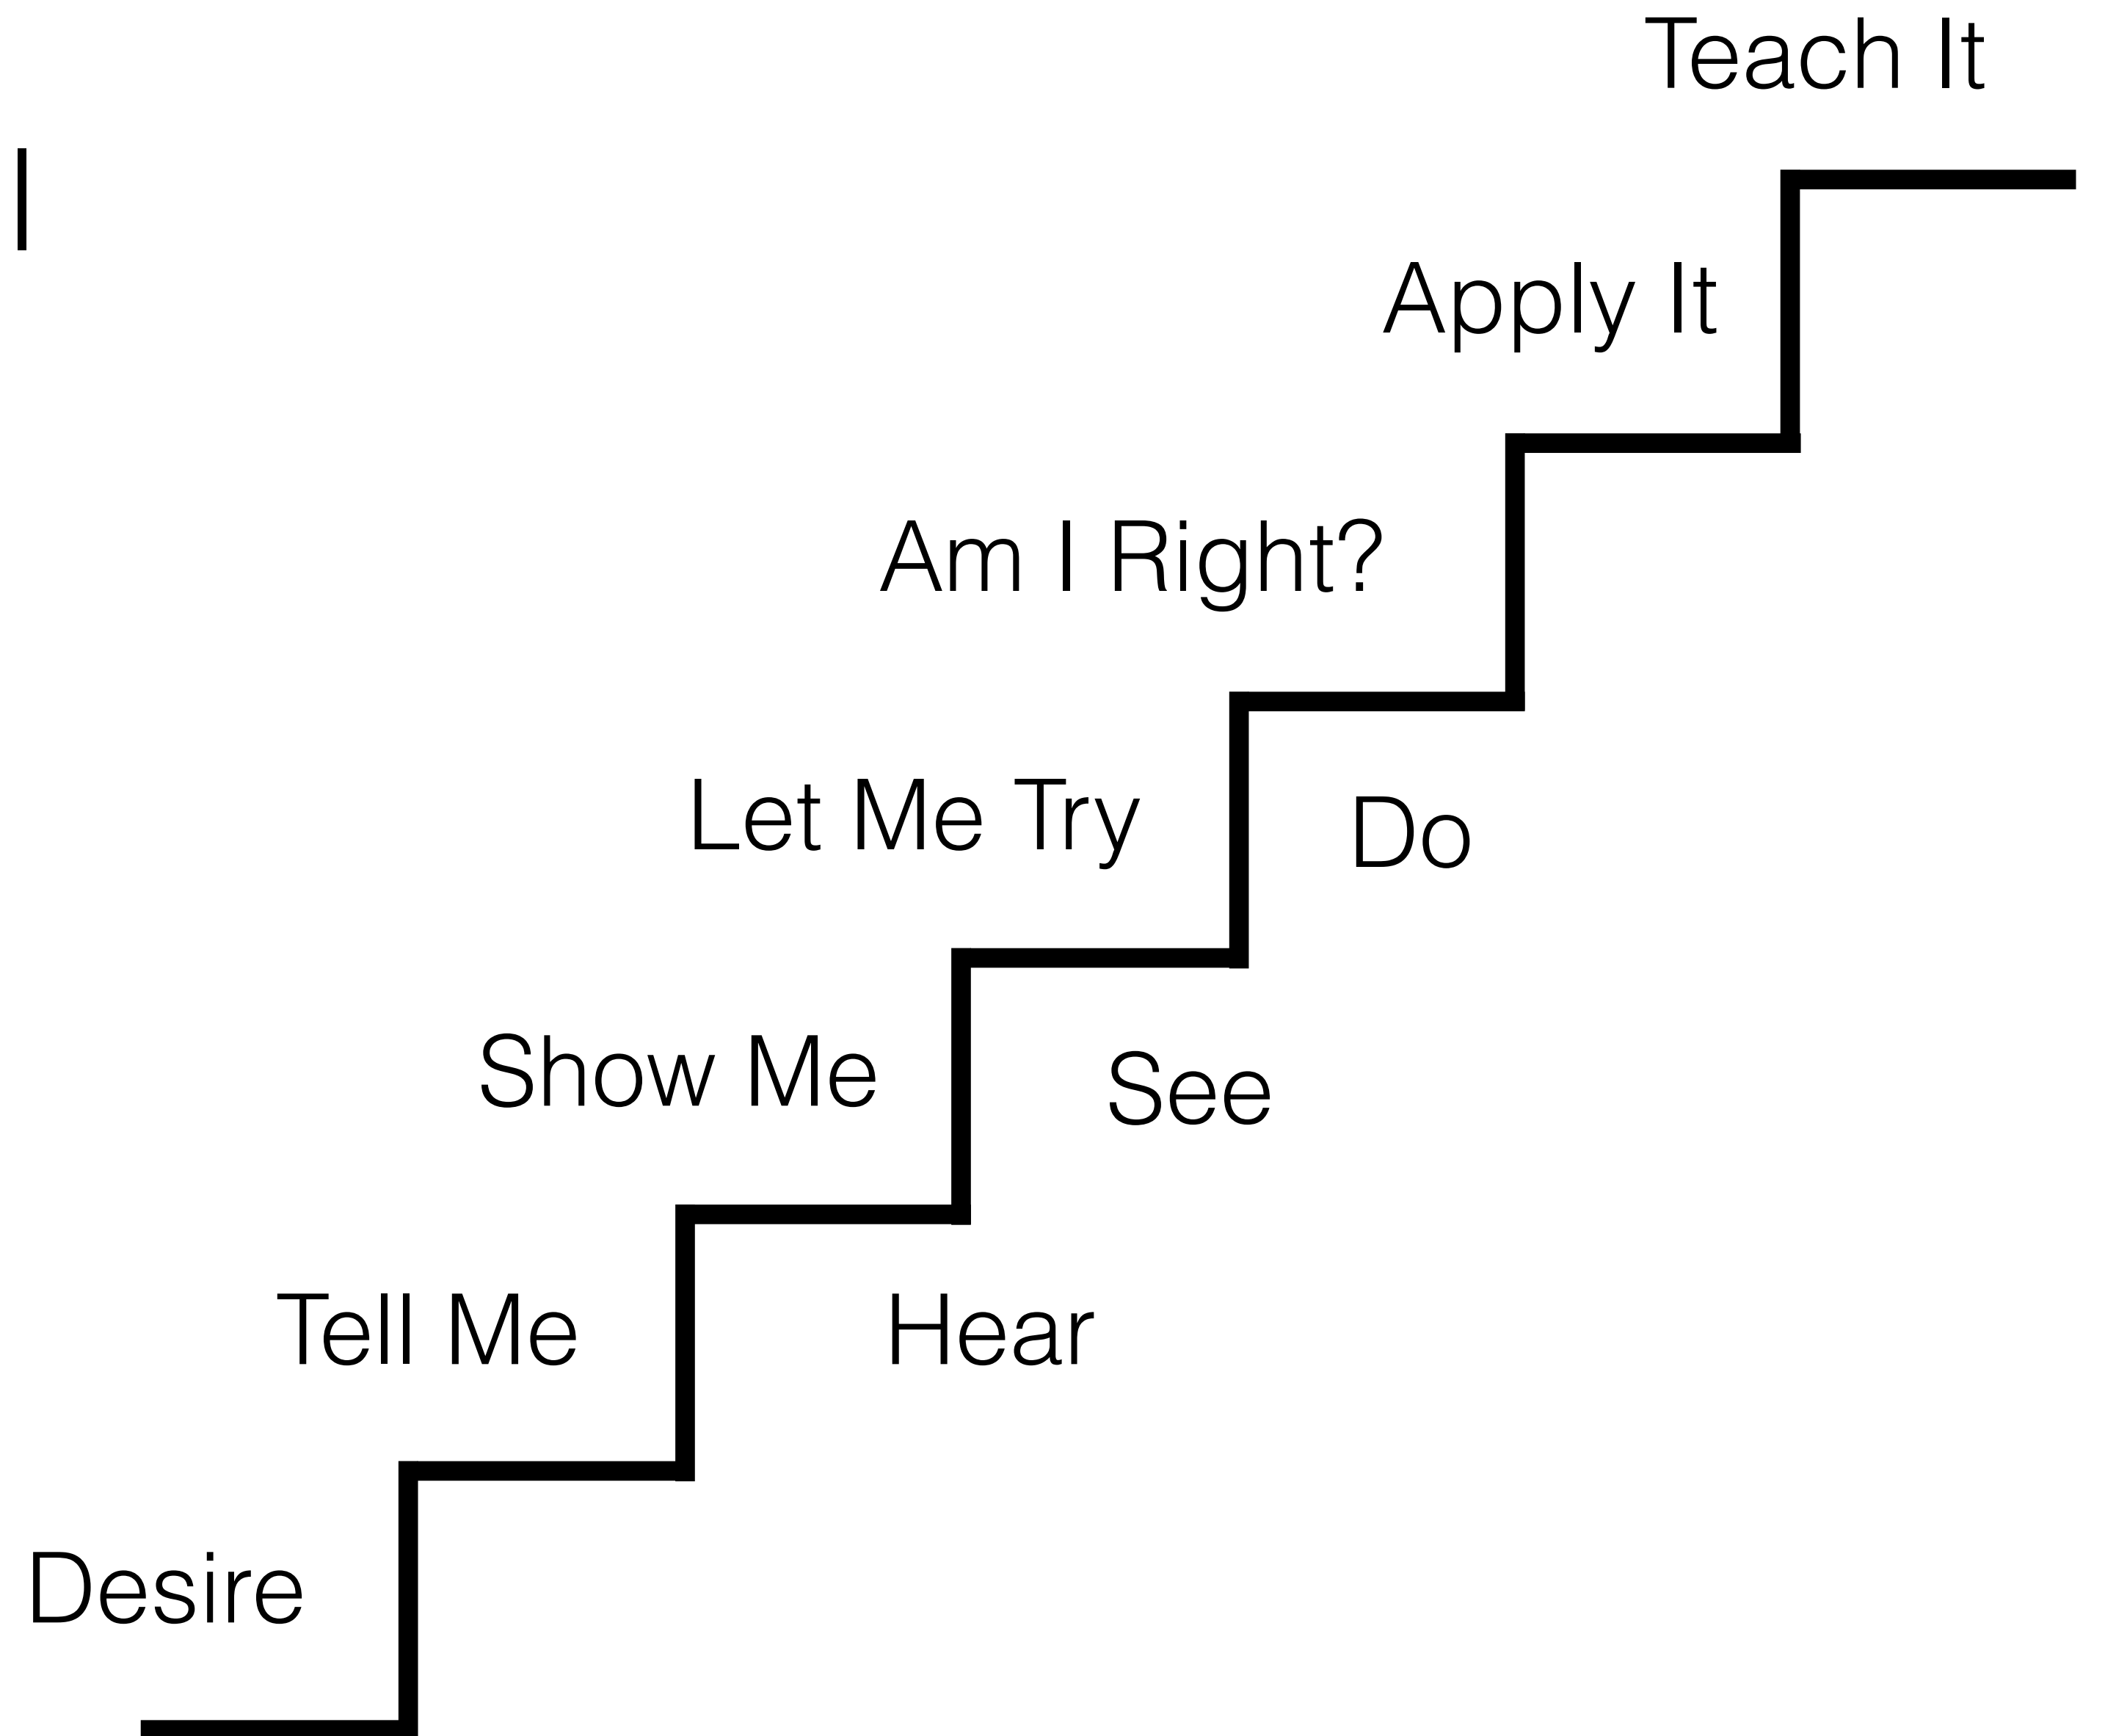 Teach It
I
Apply It
Am I Right?
Let Me Try
Do
Show Me
See
Tell Me
Hear
Desire